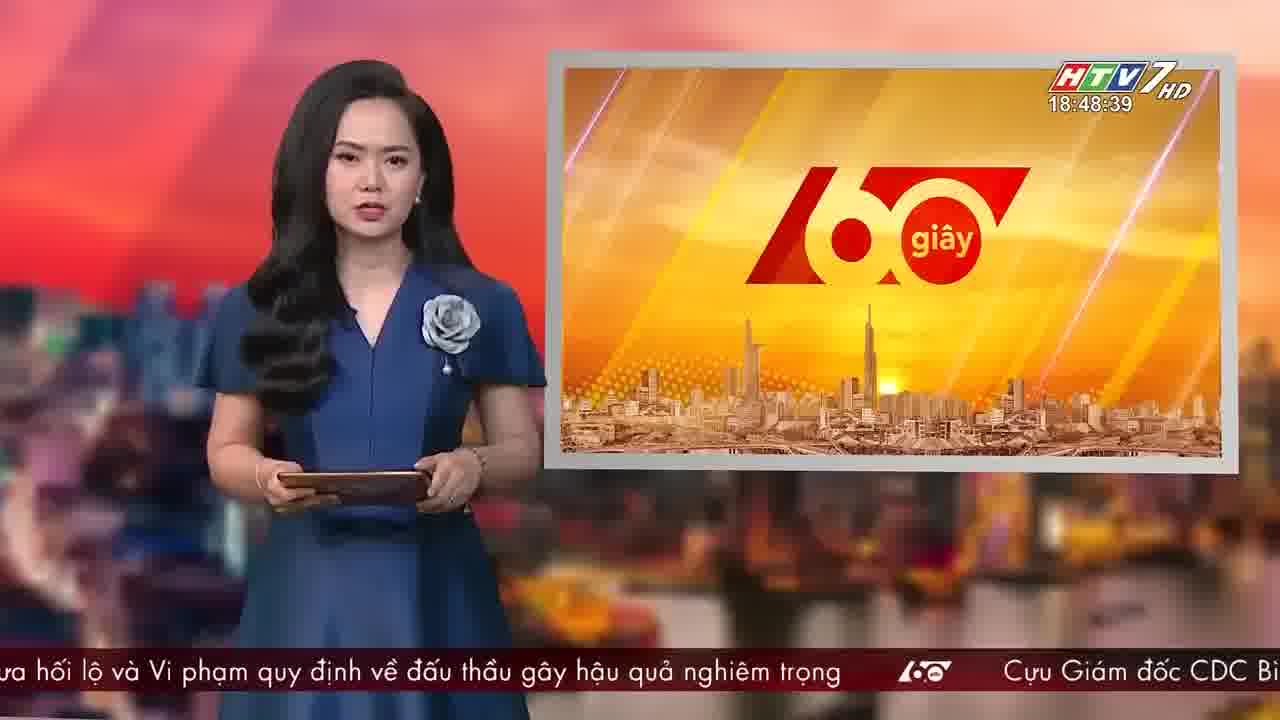 HTV7
HD
18:48:39
60
giây
ưa hối lộ và Vi phạm quy định về đấu thầu gây hậu quả nghiêm trọng
60
Cựu Giám đốc CDC Bì